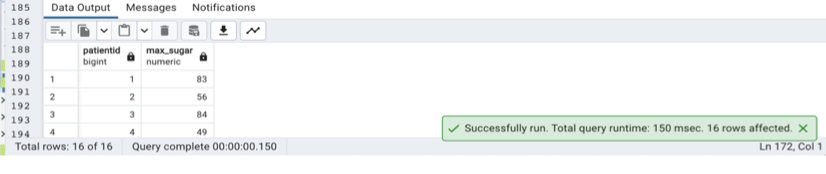 185 Data Output Messages Notifications
186
187
188 patientid max_sugar
189 bigint numeric
190 1 1 83
191 2 2 56
192
193 3 3 84
194 4 4 49
Successfully run. Total query runtime: 150 msec. 16 rows affected.
Total rows: 16 of 16 Query complete 00:00:00.150 Ln 172, Col 1